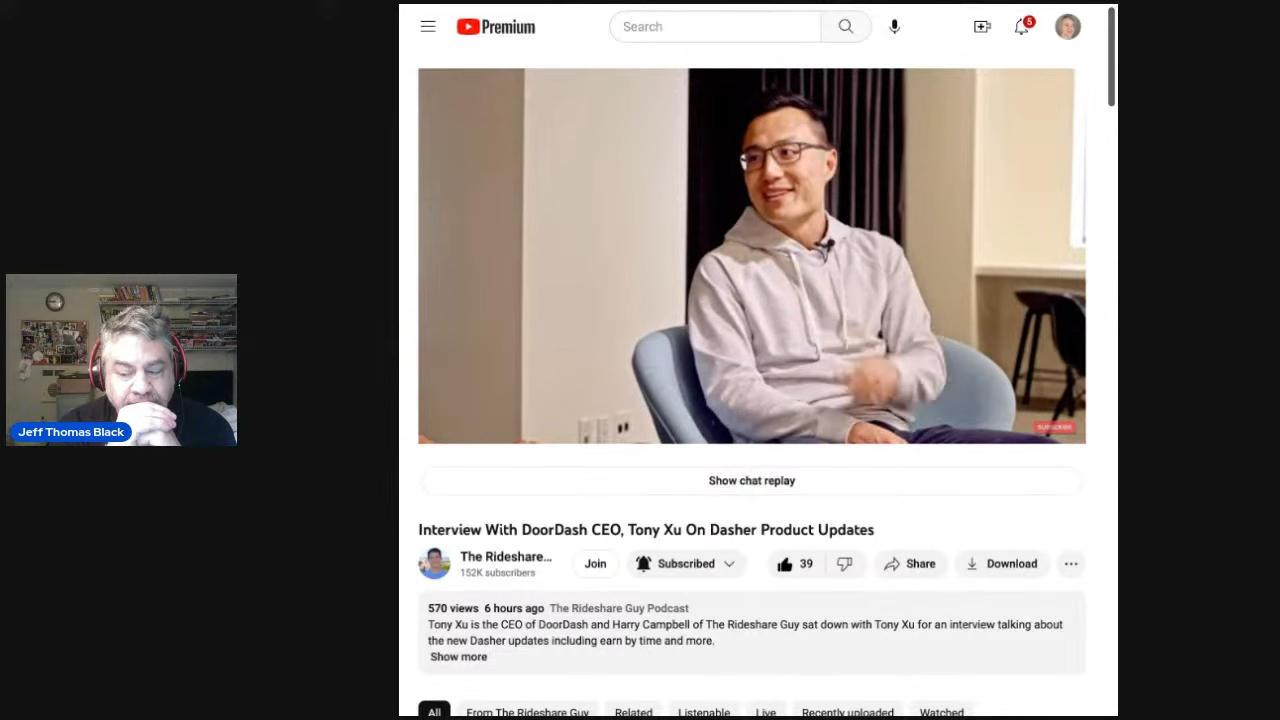 Premium
Search
5
SUBSCRIBE
Jeff Thomas Black
Show chat replay
Interview With DoorDash CEO, Tony Xu On Dasher Product Updates
The Rideshare...
152K subscribers
Join
Subscribed
39
Share
Download
570 views 6 hours ago The Rideshare Guy Podcast
Tony Xu is the CEO of DoorDash and Harry Campbell of The Rideshare Guy sat down with Tony Xu for an interview talking about
the new Dasher updates including earn by time and more.
Show more
All From The Rideshare Guy Related Listenable Live Recently uploaded Watched